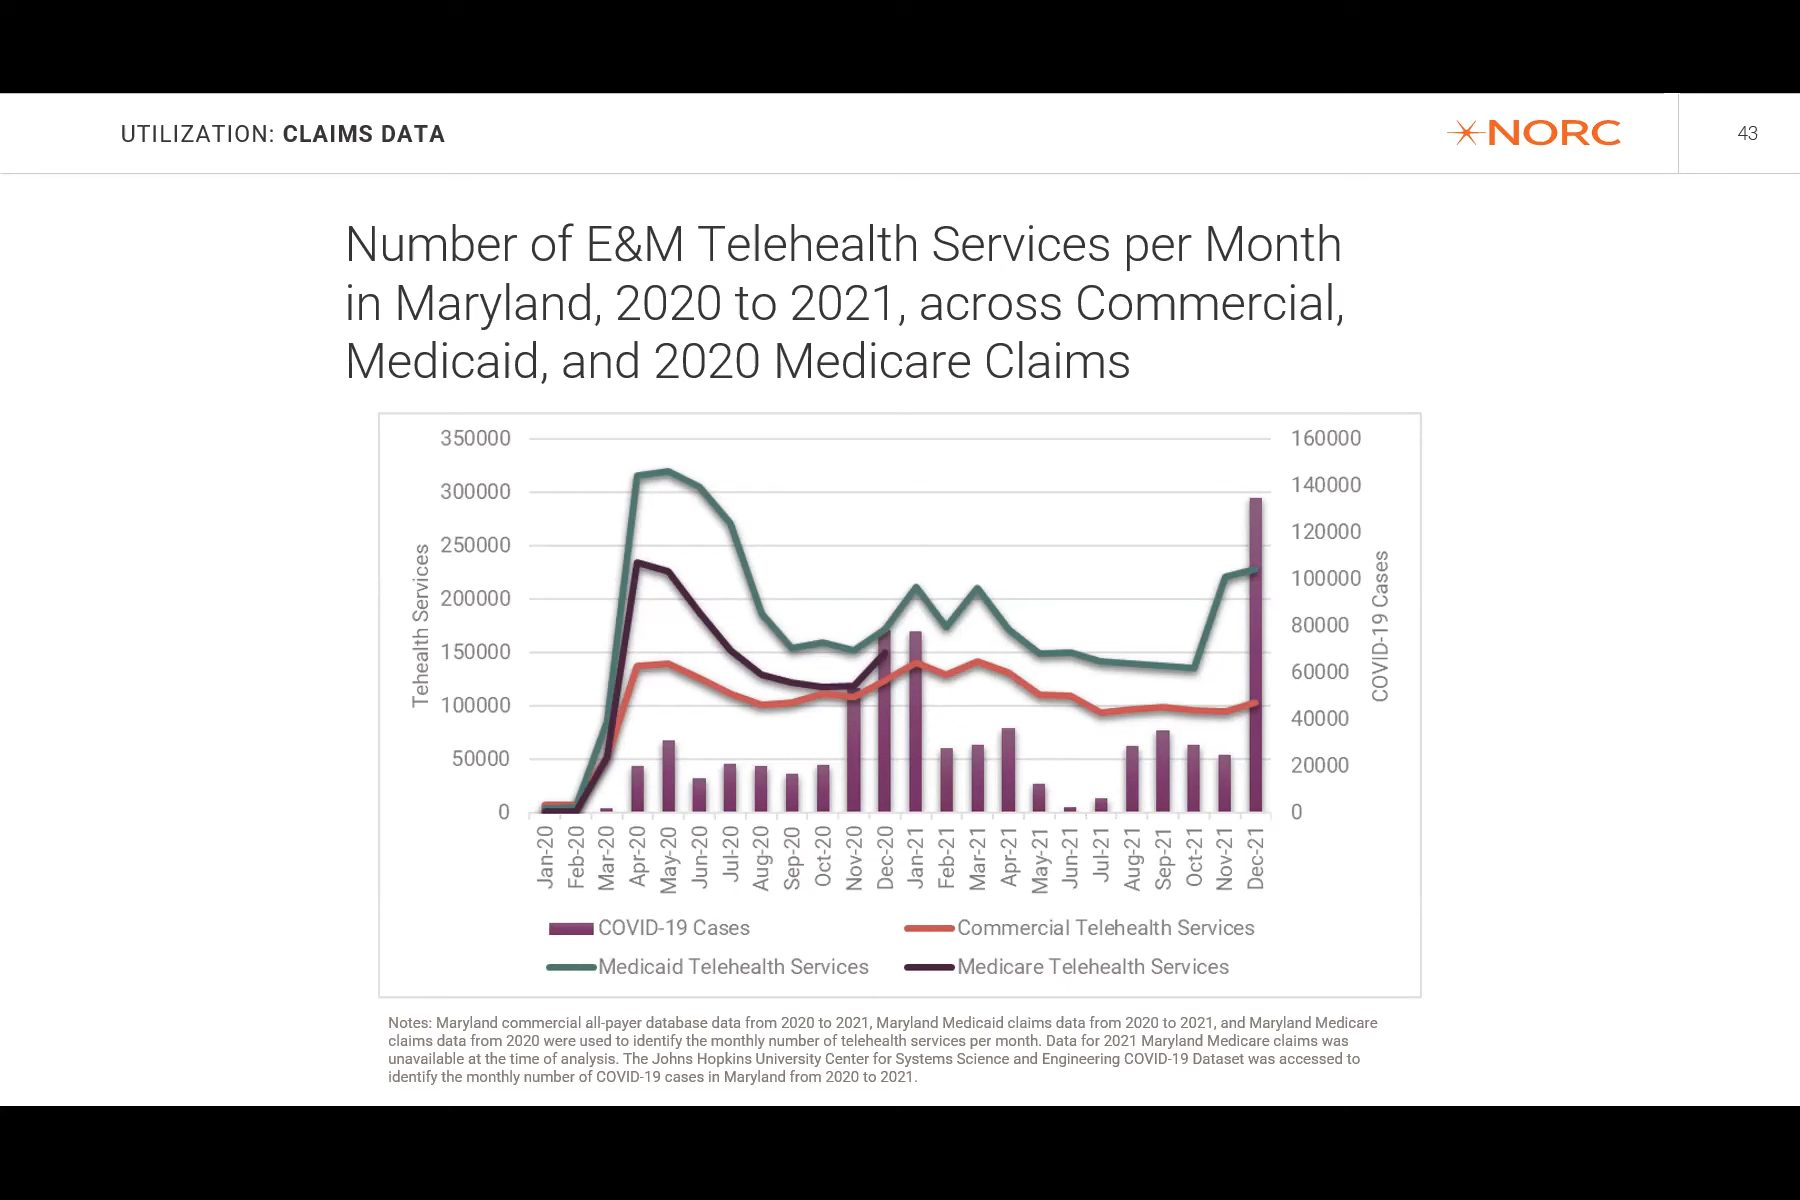 UTILIZATION: CLAIMS DATA
NORC
43
Number of E&M Telehealth Services per Month
in Maryland, 2020 to 2021, across Commercial,
Medicaid, and 2020 Medicare Claims
350000
300000
250000
200000
150000
100000
50000
0
Tehealth Services
160000
140000
120000
100000
80000
60000
40000
20000
0
COVID-19 Cases
Jan-20
Feb-20
Mar-20
Apr-20
May-20
Jun-20
Jul-20
Aug-20
Sep-20
Oct-20
Nov-20
Dec-20
Jan-21
Feb-21
Mar-21
Apr-21
May-21
Jun-21
Jul-21
Aug-21
Sep-21
Oct-21
Nov-21
Dec-21
COVID-19 Cases
Commercial Telehealth Services
Medicaid Telehealth Services
Medicare Telehealth Services
Notes: Maryland commercial all-payer database data from 2020 to 2021, Maryland Medicaid claims data from 2020 to 2021, and Maryland Medicare
claims data from 2020 were used to identify the monthly number of telehealth services per month. Data for 2021 Maryland Medicare claims was
unavailable at the time of analysis. The Johns Hopkins University Center for Systems Science and Engineering COVID-19 Dataset was accessed to
identify the monthly number of COVID-19 cases in Maryland from 2020 to 2021.